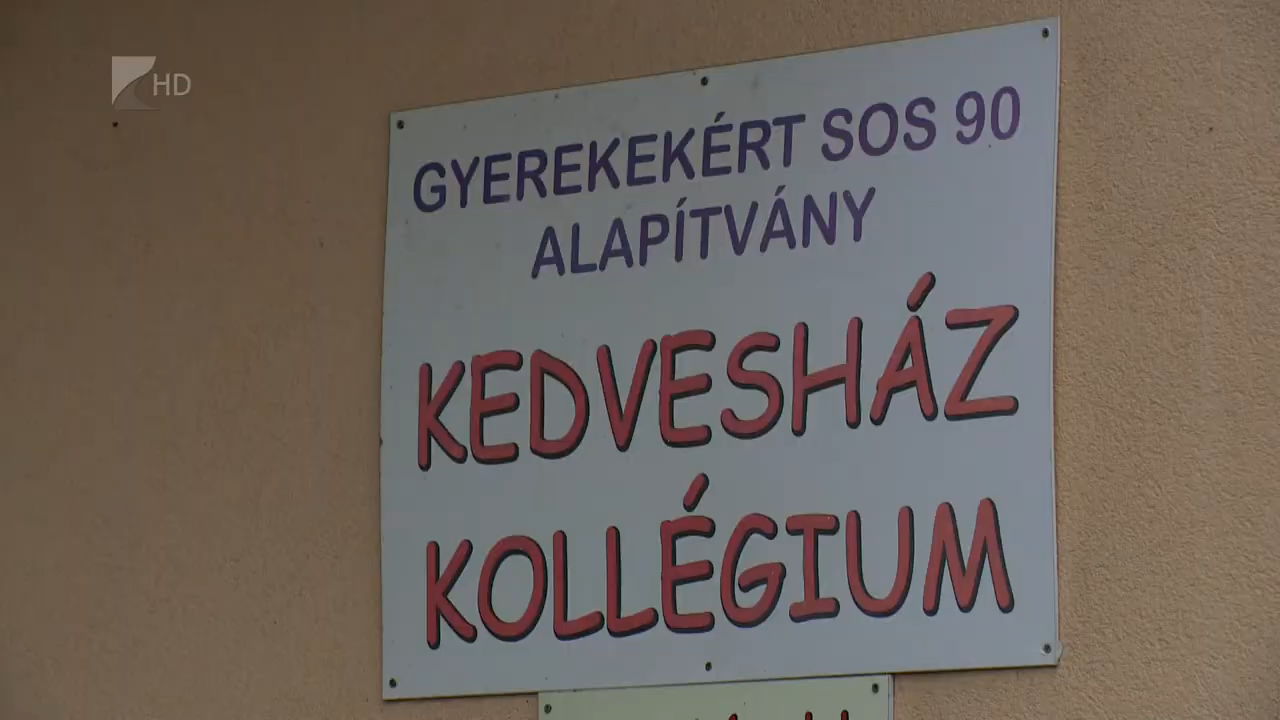 HD
GYEREKEKÉRT SOS 90
ALAPÍTVÁNY
KEDVESHÁZ
KOLLÉGIUM